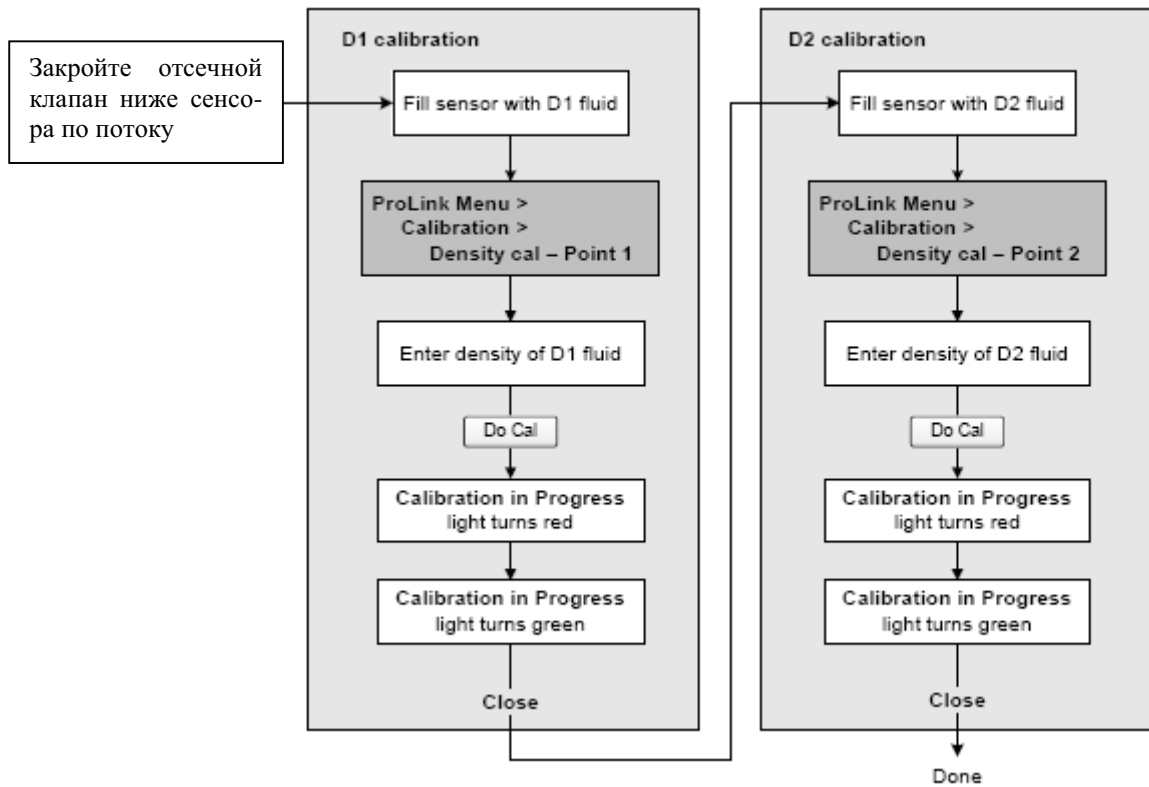 Закройте отсечной
клапан ниже сенсо-
ра по потоку
D1 calibration
Fill sensor with D1 fluid
ProLink Menu >
Calibration >
Density cal – Point 1
Enter density of D1 fluid
Do Cal
Calibration in Progress
light turns red
Calibration in Progress
light turns green
Close
D2 calibration
Fill sensor with D2 fluid
ProLink Menu >
Calibration >
Density cal – Point 2
Enter density of D2 fluid
Do Cal
Calibration in Progress
light turns red
Calibration in Progress
light turns green
Close
Done